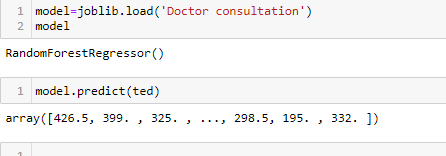 1 model=joblib.load('Doctor consultation')
2 model
RandomForestRegressor()
1 model.predict(ted)
array([426.5, 399. , 325. , ..., 298.5, 195. , 332. ])
1